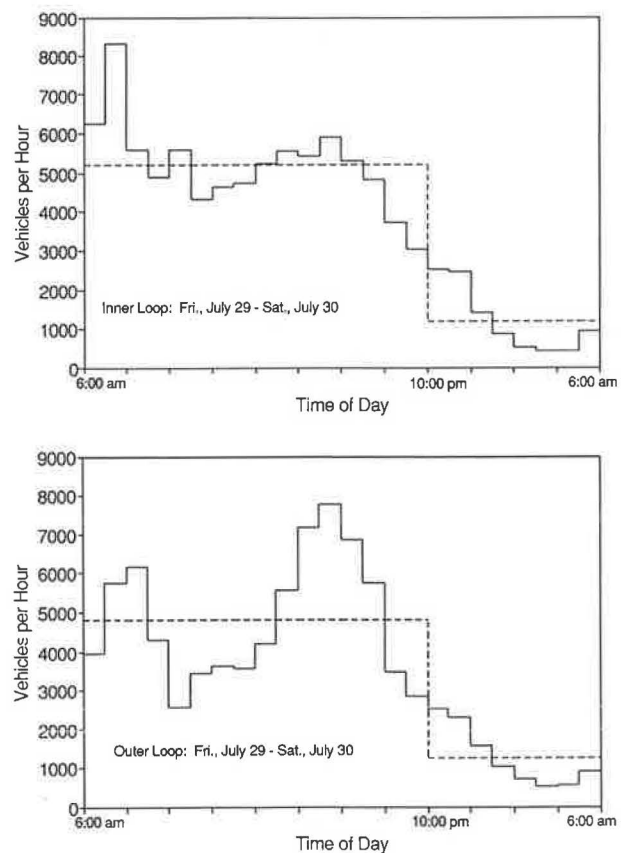 9000
8000
7000
6000
5000
4000
3000
2000
1000
0
Vehicles per Hour
Inner Loop: Fri., July 29 - Sat., July 30
6:00 am 10:00 pm 6:00 am
Time of Day
9000
8000
7000
6000
5000
4000
3000
2000
1000
0
Vehicles per Hour
Outer Loop: Fri., July 29 - Sat., July 30
6:00 am 10:00 pm 6:00 am
Time of Day